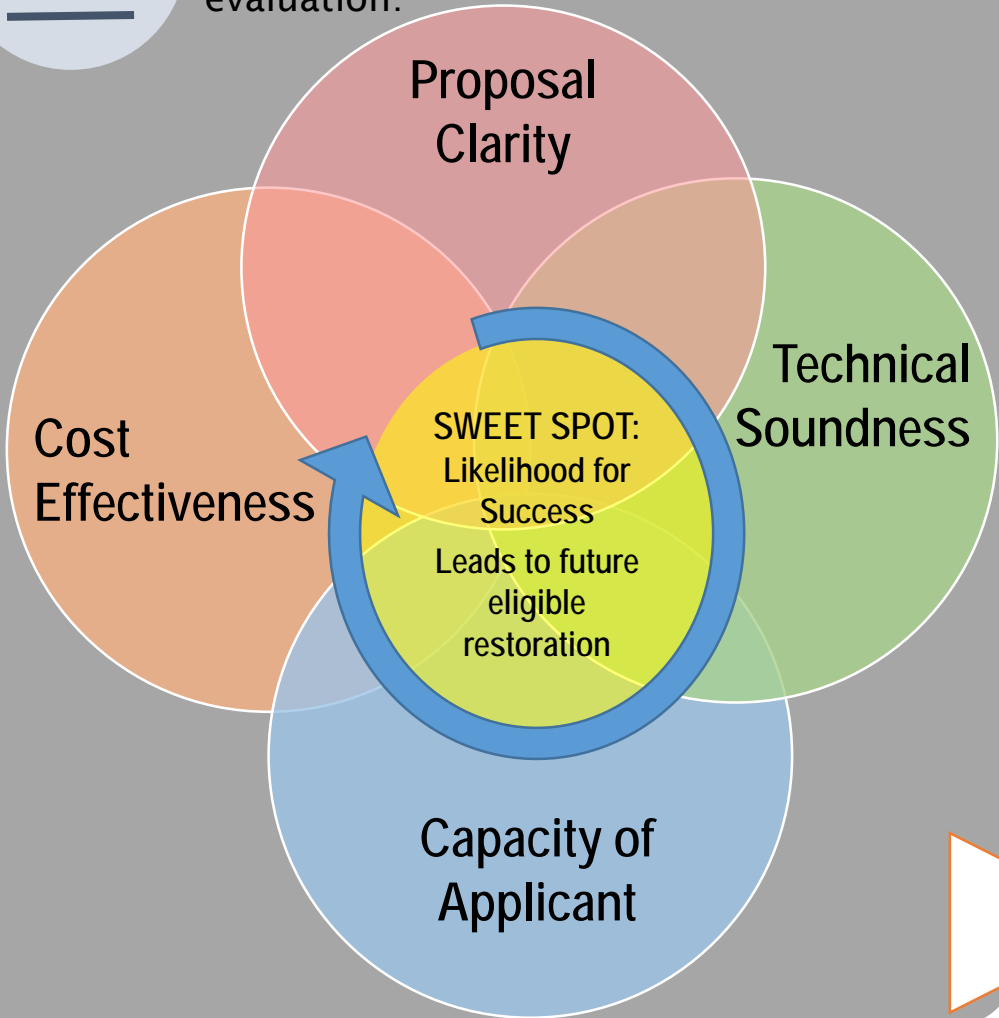 evaluation.
Proposal
Clarity
Technical
Soundness
Cost
Effectiveness
SWEET SPOT:
Likelihood for
Success
Leads to future
eligible
restoration
Capacity of
Applicant